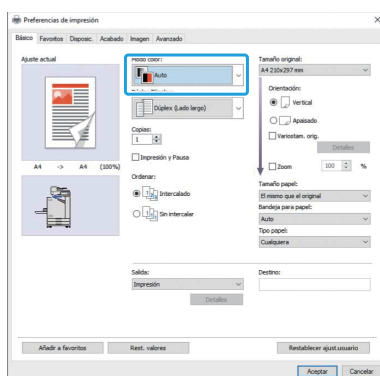 Preferencias de impresión
Básico Favoritos Disposic. Acabado Imagen Avanzado
Ajuste actual
A4 -> A4 (100%)
Modo color:
Auto
Dúplex (Lado largo)
Copias:
1
Impresión y Pausa
Ordenar:
Intercalado
Sin intercalar
Tamaño original:
A4 210x297 mm
Orientación:
Vertical
Apaisado
Variostam. orig.
Detalles
Zoom 100 %
Tamaño papel:
El mismo que el original
Bandeja para papel:
Auto
Tipo papel:
Cualquiera
Salida:
Impresión
Detalles
Destino:
Añadir a favoritos
Rest. valores
Restablecer ajust.usuario
Aceptar
Cancelar